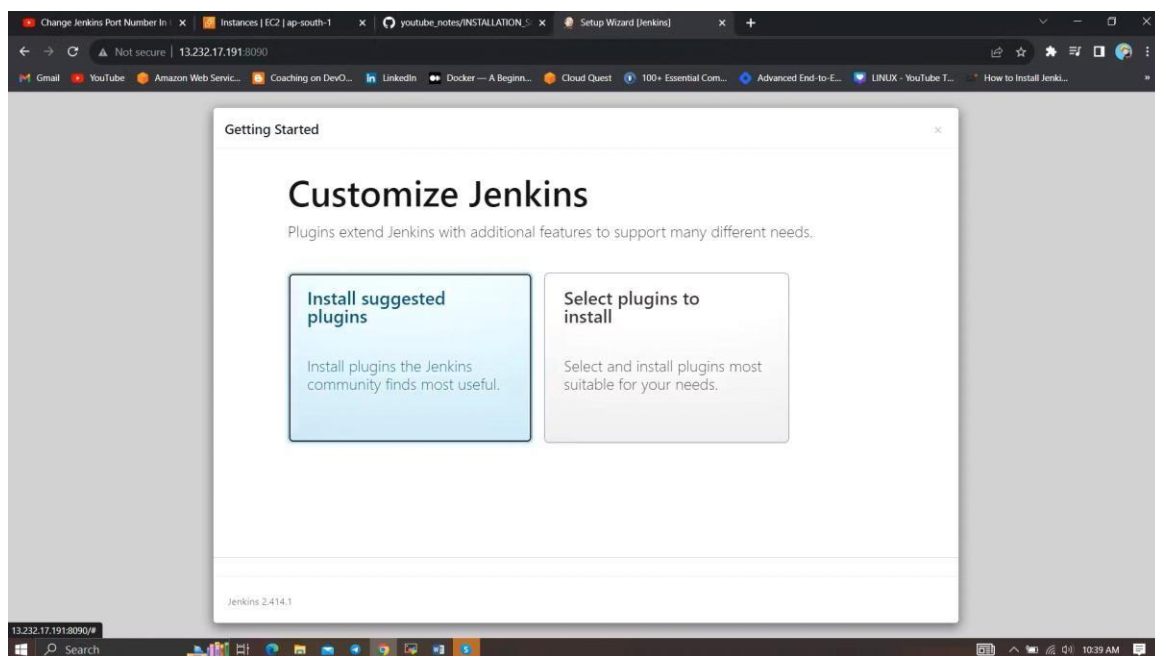 Change Jenkins Port Number In
Instances | EC2 | ap-south-1
youtube_notes/INSTALLATION_S
Setup Wizard [Jenkins]
Not secure | 13.232.17.191:8090
Gmail
YouTube
Amazon Web Servic...
Coaching on DevO...
LinkedIn
Docker — A Beginn...
Cloud Quest
100+ Essential Com...
Advanced End-to-E...
LINUX - YouTube T...
How to Install Jenki...
Getting Started
Customize Jenkins
Plugins extend Jenkins with additional features to support many different needs.
Install suggested
plugins
Install plugins the Jenkins
community finds most useful.
Select plugins to
install
Select and install plugins most
suitable for your needs.
Jenkins 2.414.1
13.232.17.191:8090/#
Search
10:39 AM